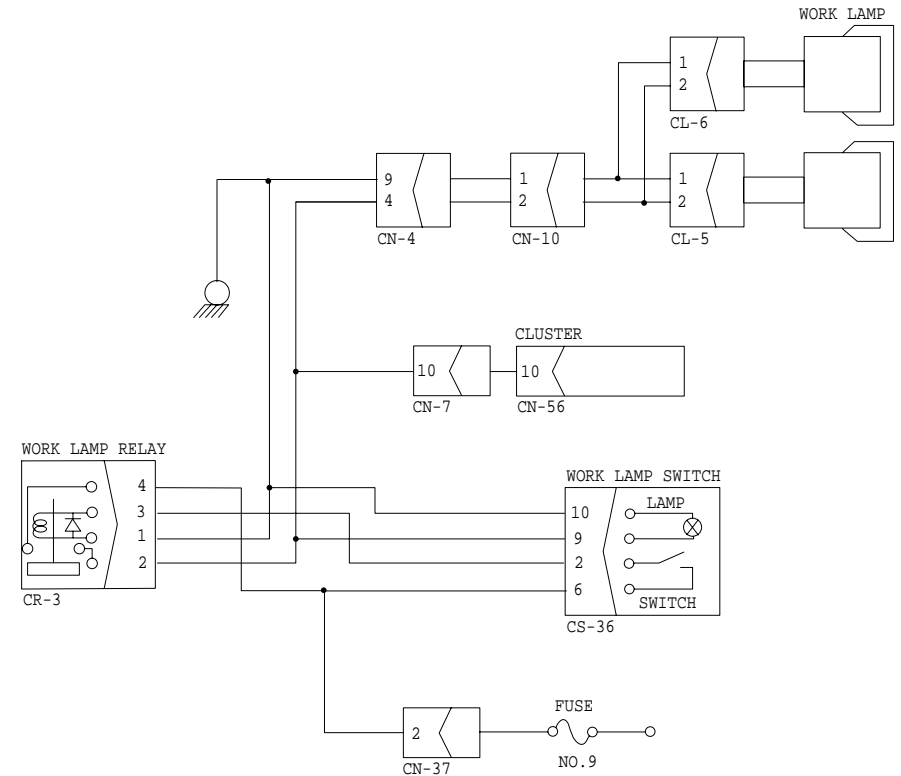 WORK LAMP
1
2
CL-6
9
4
CN-4
1
2
CN-10
1
2
CL-5
CLUSTER
10
CN-7
10
CN-56
WORK LAMP RELAY
4
3
1
2
CR-3
WORK LAMP SWITCH
10
9
2
6
LAMP
SWITCH
CS-36
2
CN-37
FUSE
NO.9